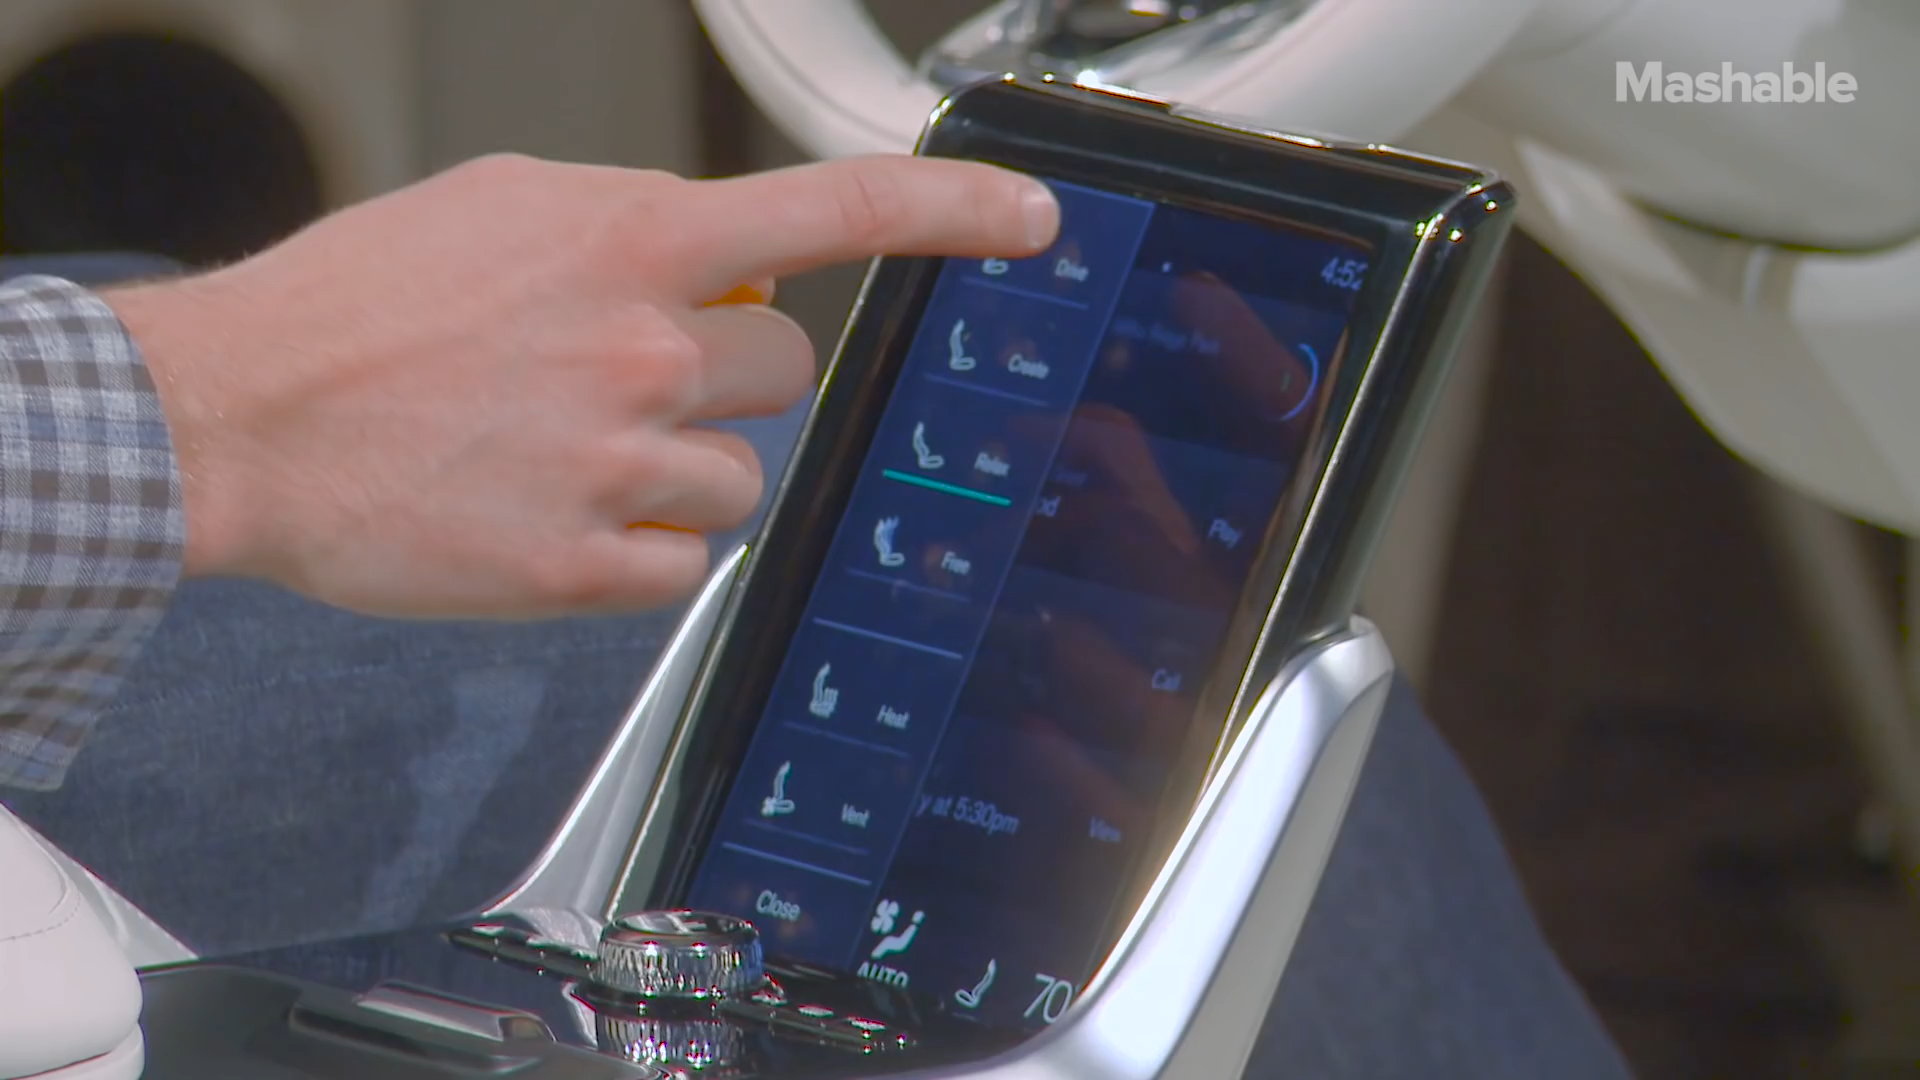 Mashable
4:52
Drive
Create
Relax
Play
Free
Call
Heat
y at 5:30pm
View
Vent
Close
AUTO
70